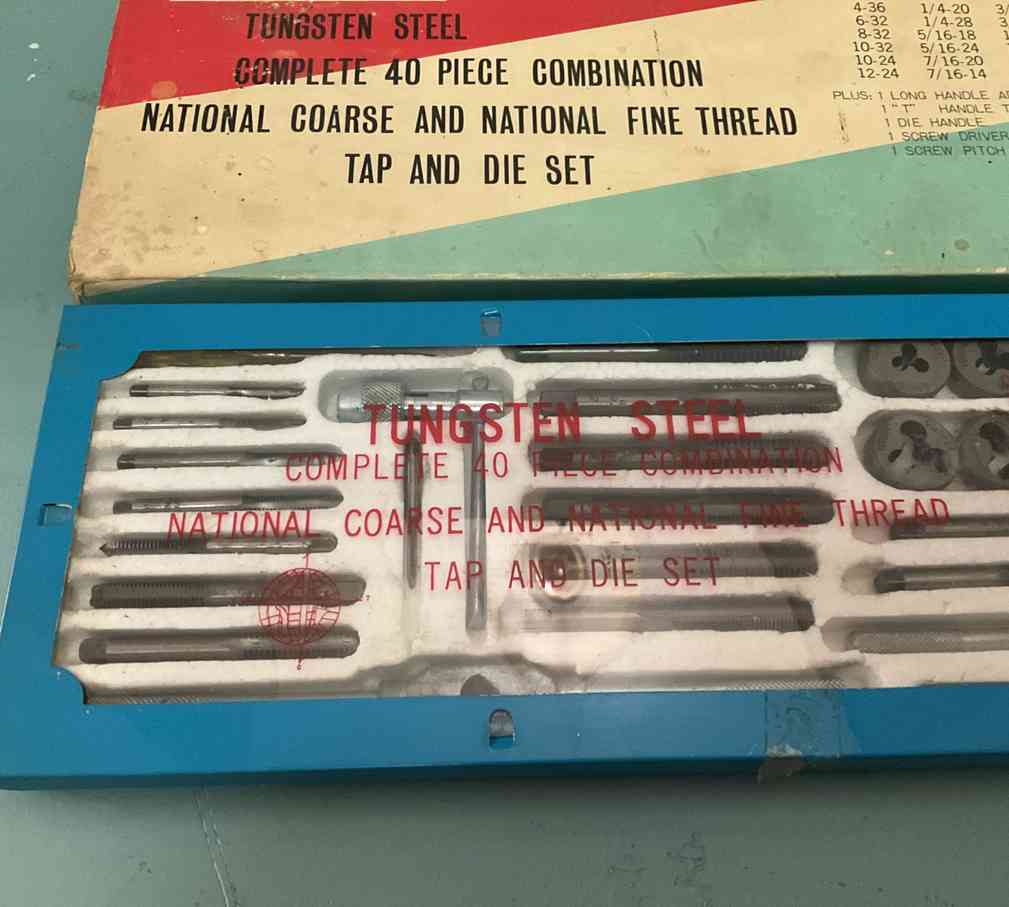 TUNGSTEN STEEL
COMPLETE 40 PIECE COMBINATION
NATIONAL COARSE AND NATIONAL FINE THREAD
TAP AND DIE SET
4-36 1/4-20
6-32 1/4-28
8-32 5/16-18
10-32 5/16-24
10-24 7/16-20
12-24 7/16-14
PLUS: 1 LONG HANDLE
1 "T" HANDLE
1 DIE HANDLE
1 SCREW DRIVER
1 SCREW PITCH
TUNGSTEN STEEL
COMPLETE 40 PIECE COMBINATION
NATIONAL COARSE AND NATIONAL FINE THREAD
TAP AND DIE SET